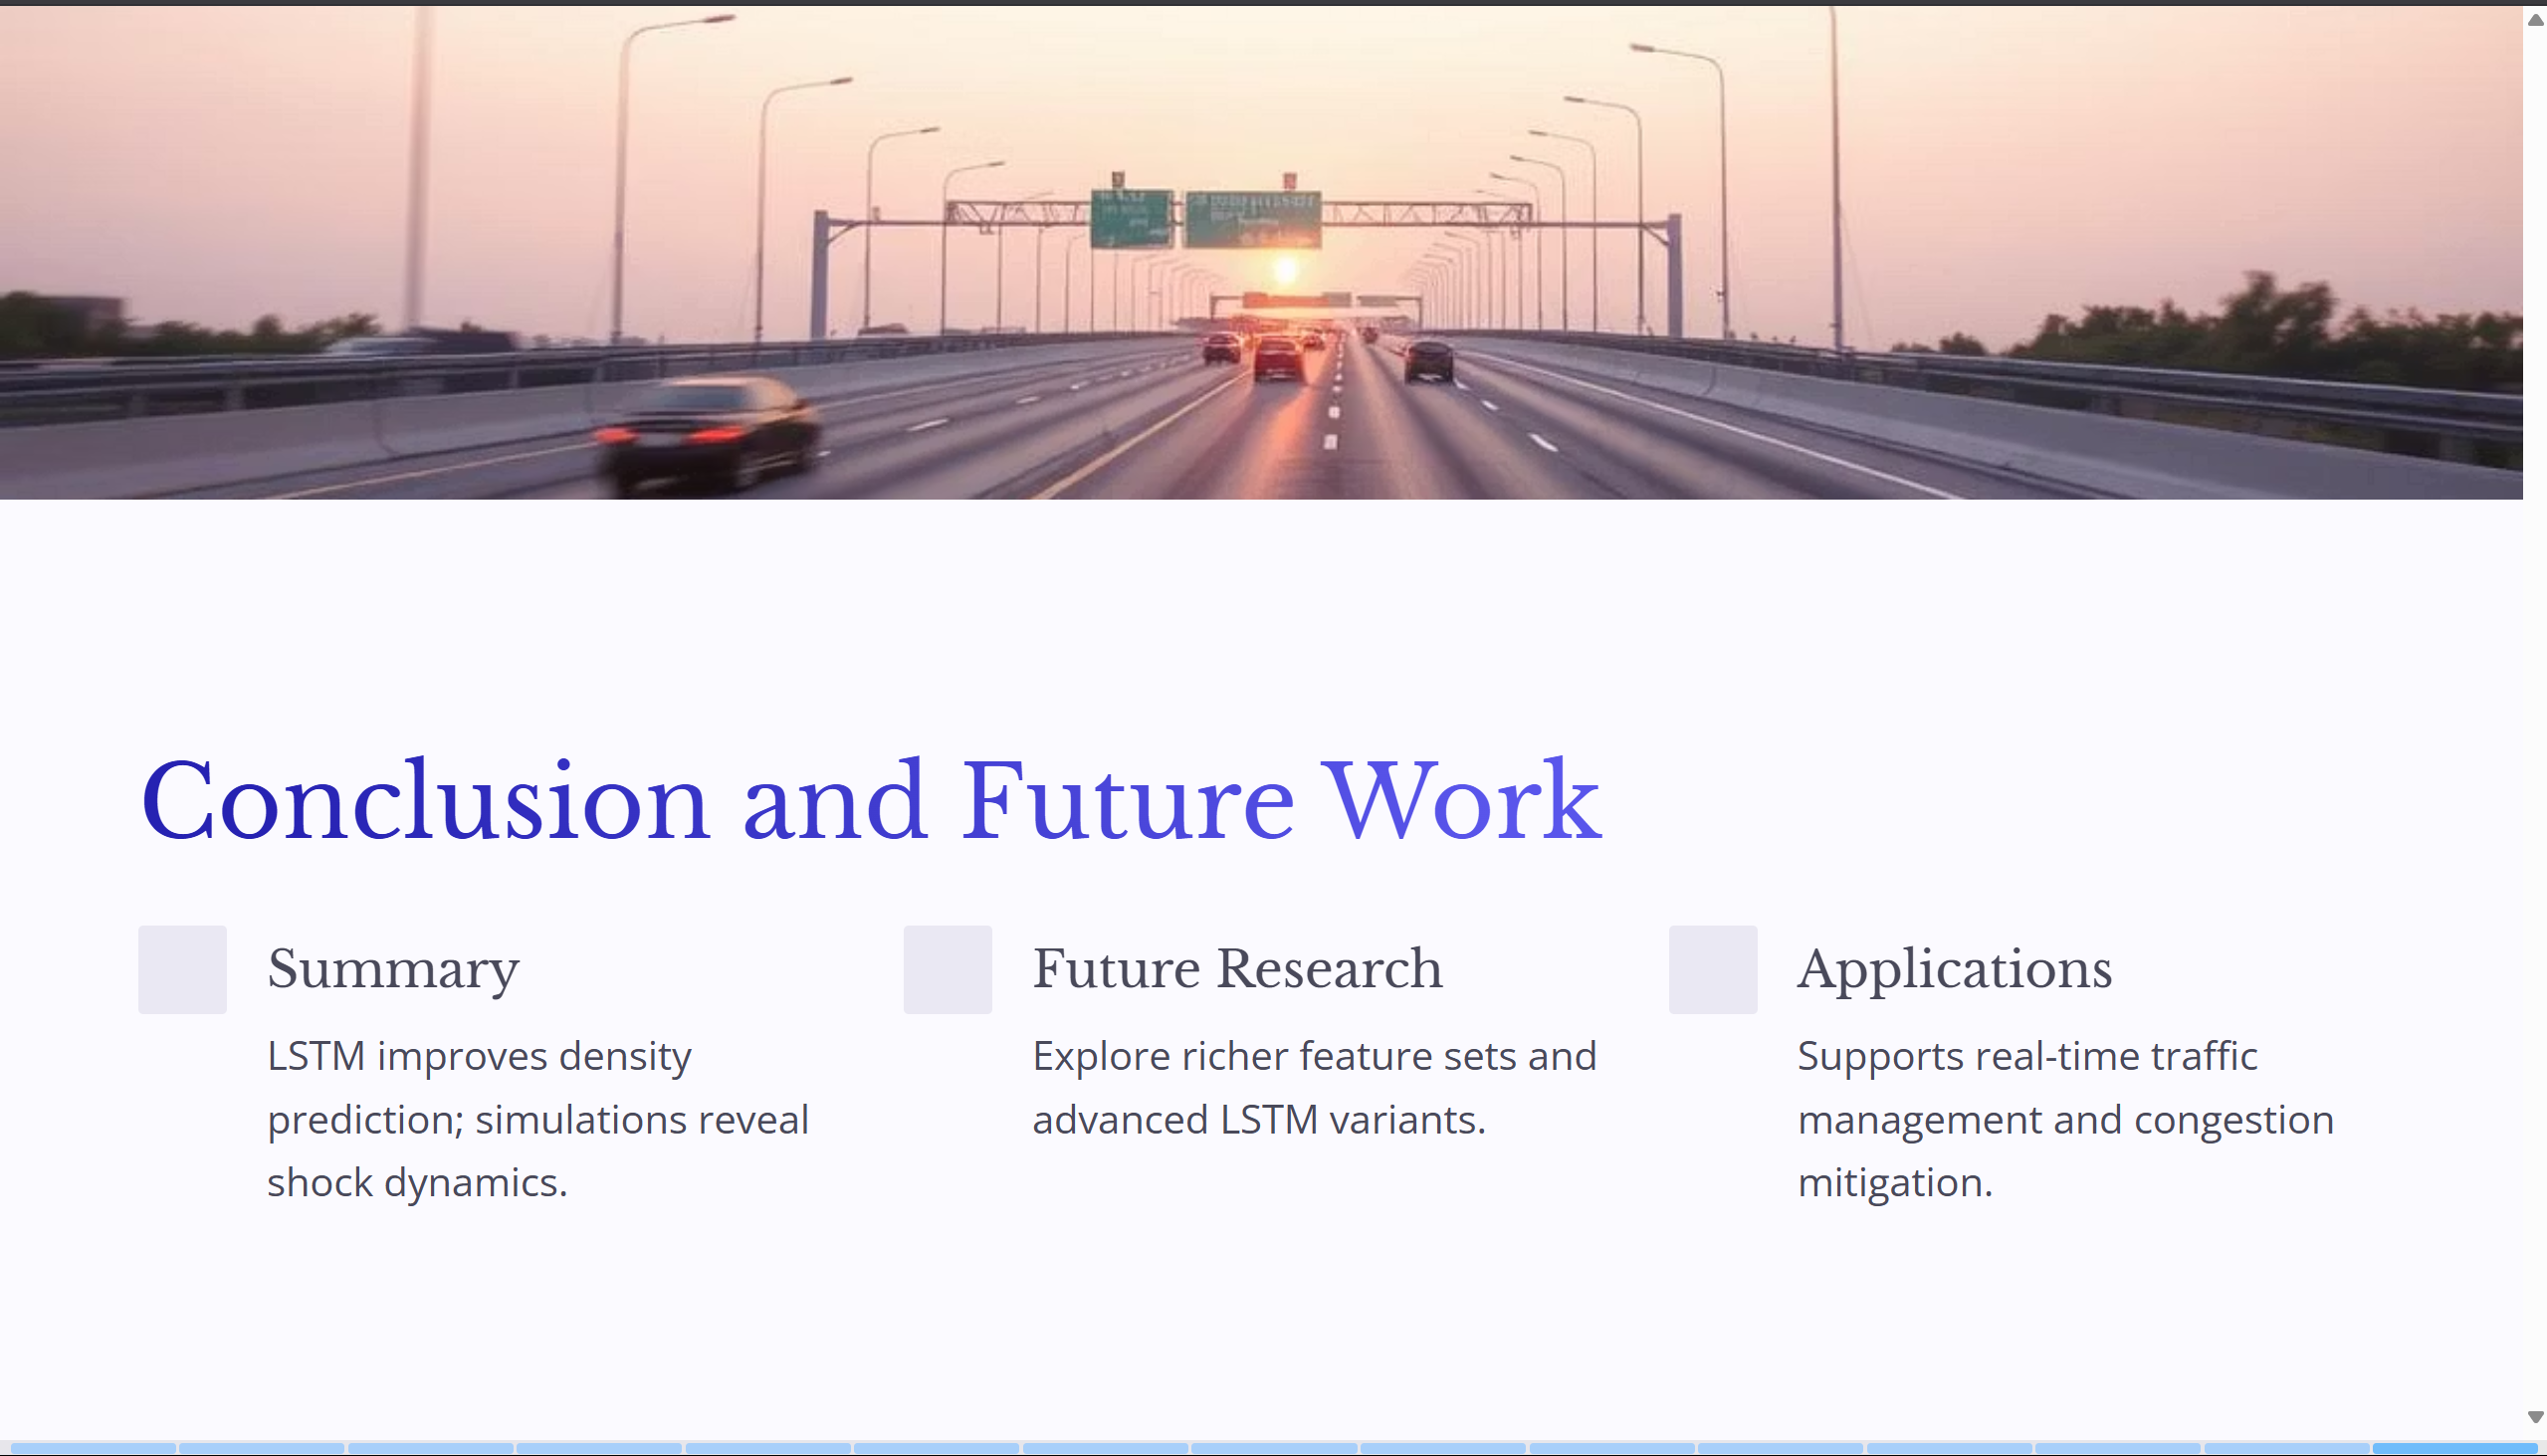 Conclusion and Future Work
Summary
LSTM improves density
prediction; simulations reveal
shock dynamics.
Future Research
Explore richer feature sets and
advanced LSTM variants.
Applications
Supports real-time traffic
management and congestion
mitigation.